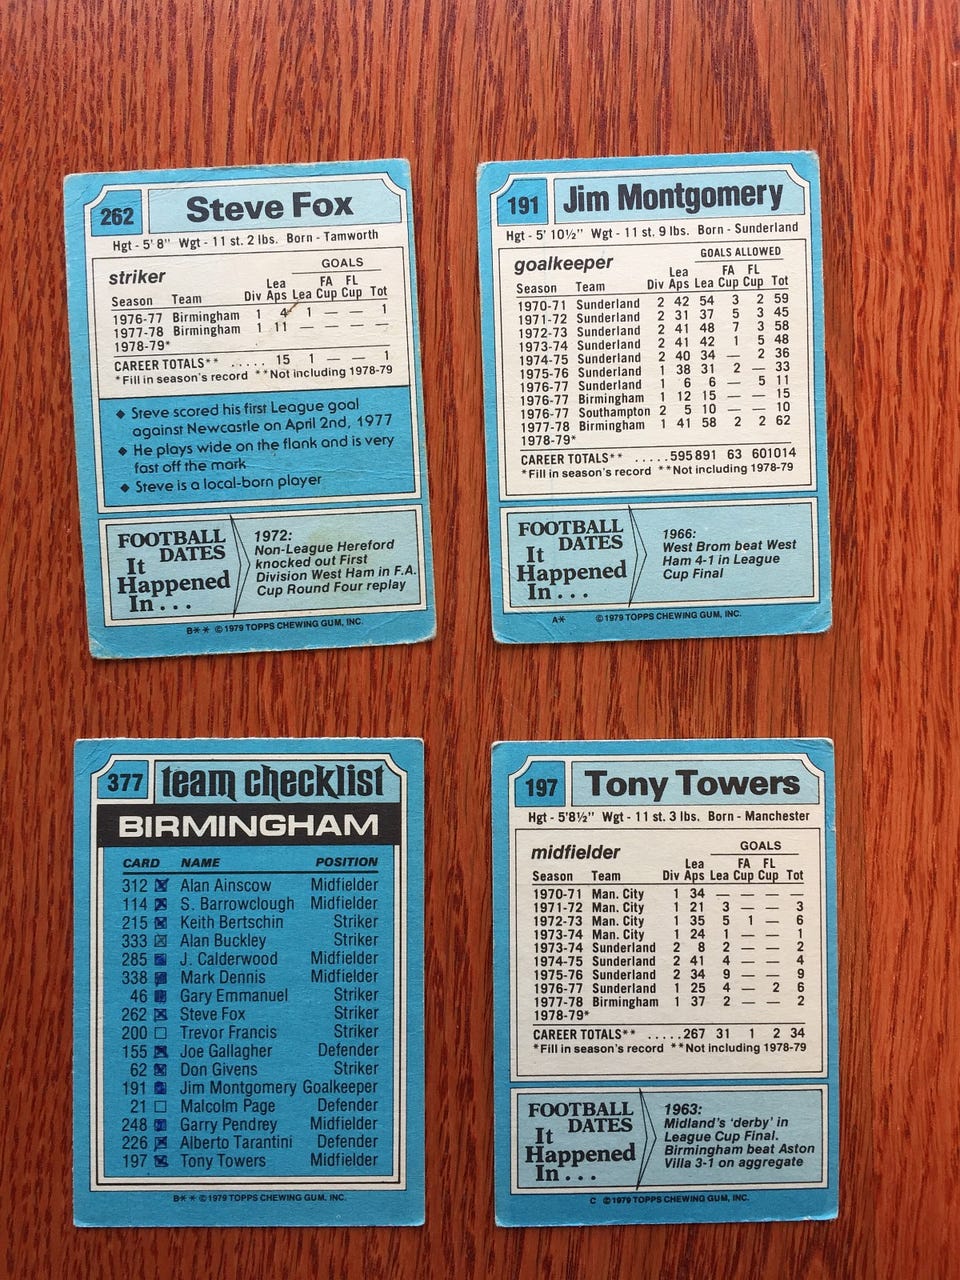 262 Steve Fox
Hgt - 5' 8" Wgt - 11 st. 2 lbs. Born - Tamworth
striker
GOALS
Lea FA FL
Season Team Div Aps Lea Cup Cup Tot
1976-77 Birmingham 1 4 1 — — 1
1977-78 Birmingham 1 11 — — —
1978-79*
CAREER TOTALS** ..... 15 1 — — 1
*Fill in season's record **Not including 1978-79
◆ Steve scored his first League goal
against Newcastle on April 2nd, 1977
◆ He plays wide on the flank and is very
fast off the mark
◆ Steve is a local-born player
FOOTBALL
DATES
It
Happened
In . . .
1972:
Non-League Hereford
knocked out First
Division West Ham in F.A.
Cup Round Four replay
B** © 1979 TOPPS CHEWING GUM, INC.
191 Jim Montgomery
Hgt - 5' 10½" Wgt - 11 st. 9 lbs. Born - Sunderland
goalkeeper
GOALS ALLOWED
Lea FA FL
Season Team Div Aps Lea Cup Cup Tot
1970-71 Sunderland 2 42 54 3 2 59
1971-72 Sunderland 2 31 37 5 3 45
1972-73 Sunderland 2 41 48 7 3 58
1973-74 Sunderland 2 41 42 1 5 48
1974-75 Sunderland 2 40 34 — 2 36
1975-76 Sunderland 1 38 31 2 — 33
1976-77 Sunderland 1 6 6 — 5 11
1976-77 Birmingham 1 12 15 — — 15
1976-77 Southampton 2 5 10 — — 10
1977-78 Birmingham 1 41 58 2 2 62
1978-79*
CAREER TOTALS** .....595 891 63 60 1014
*Fill in season's record **Not including 1978-79
FOOTBALL
DATES
It
Happened
In . . .
1966:
West Brom beat West
Ham 4-1 in League
Cup Final
A* © 1979 TOPPS CHEWING GUM, INC.
377 team checklist
BIRMINGHAM
CARD NAME POSITION
312 Alan Ainscow Midfielder
114 S. Barrowclough Midfielder
215 Keith Bertschin Striker
333 Alan Buckley Striker
285 J. Calderwood Midfielder
338 Mark Dennis Midfielder
46 Gary Emmanuel Striker
262 Steve Fox Striker
200 Trevor Francis Striker
155 Joe Gallagher Defender
62 Don Givens Striker
191 Jim Montgomery Goalkeeper
21 Malcolm Page Defender
248 Garry Pendrey Midfielder
226 Alberto Tarantini Defender
197 Tony Towers Midfielder
B** © 1979 TOPPS CHEWING GUM, INC.
197 Tony Towers
Hgt - 5'8½" Wgt - 11 st. 3 lbs. Born - Manchester
midfielder
GOALS
Lea FA FL
Season Team Div Aps Lea Cup Cup Tot
1970-71 Man. City 1 34 — — — —
1971-72 Man. City 1 21 3 — — 3
1972-73 Man. City 1 35 5 1 — 6
1973-74 Man. City 1 24 1 — — 1
1973-74 Sunderland 2 8 2 — — 2
1974-75 Sunderland 2 41 4 — — 4
1975-76 Sunderland 2 34 9 — — 9
1976-77 Sunderland 1 25 4 — 2 6
1977-78 Birmingham 1 37 2 — — 2
1978-79*
CAREER TOTALS** .....267 31 1 2 34
*Fill in season's record **Not including 1978-79
FOOTBALL
DATES
It
Happened
In . . .
1963:
Midland's 'derby' in
League Cup Final.
Birmingham beat Aston
Villa 3-1 on aggregate
C © 1979 TOPPS CHEWING GUM, INC.